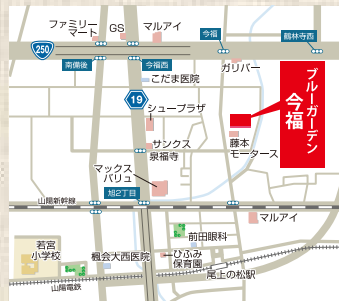 ファミリー
マート
GS
マルアイ
今福
鶴林寺西
250
南備後
今福西
ガリバー
こだま医院
ブルーガーデン
今福
19
シュープラザ
サンクス
泉福寺
藤本
モータース
マックス
バリュ
旭2丁目
山陽新幹線
マルアイ
前田眼科
若宮
小学校
楓会大西医院
ひふみ
保育園
尾上の松駅
山陽電鉄